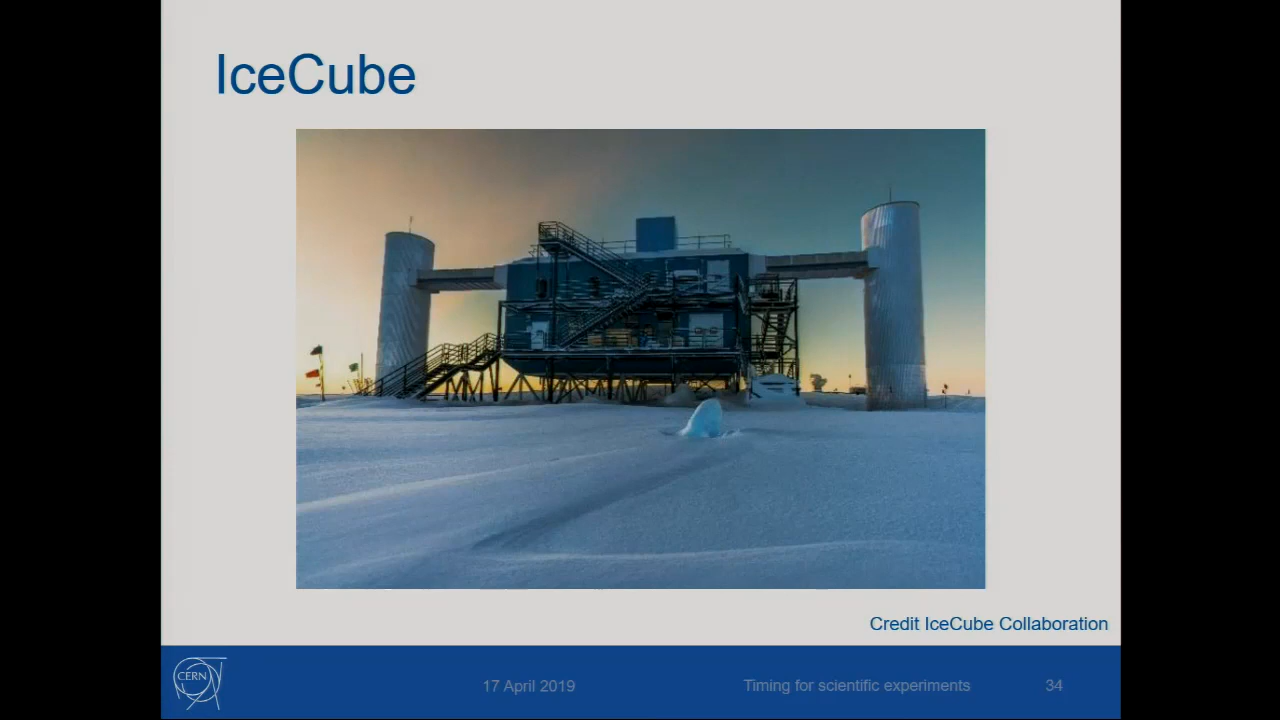 IceCube
Credit IceCube Collaboration
CERN
17 April 2019
Timing for scientific experiments
34